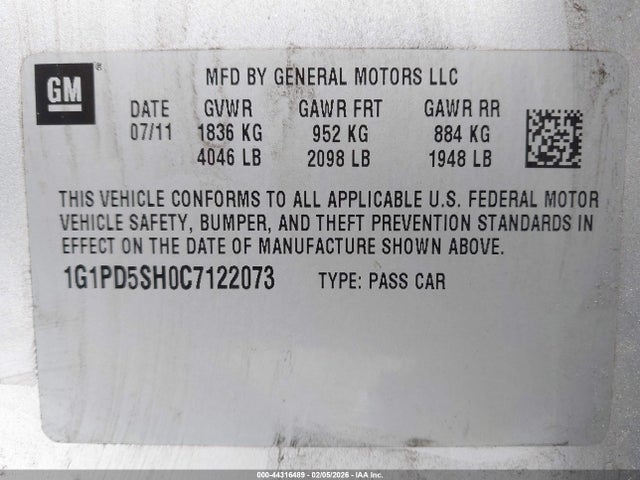 GM®
MFD BY GENERAL MOTORS LLC
DATE GVWR GAWR FRT GAWR RR
07/11 1836 KG 952 KG 884 KG
4046 LB 2098 LB 1948 LB
THIS VEHICLE CONFORMS TO ALL APPLICABLE U.S. FEDERAL MOTOR
VEHICLE SAFETY, BUMPER, AND THEFT PREVENTION STANDARDS IN
EFFECT ON THE DATE OF MANUFACTURE SHOWN ABOVE.
1G1PD5SH0C7122073 TYPE: PASS CAR
000-44316489 - 02/05/2026 - IAA Inc.